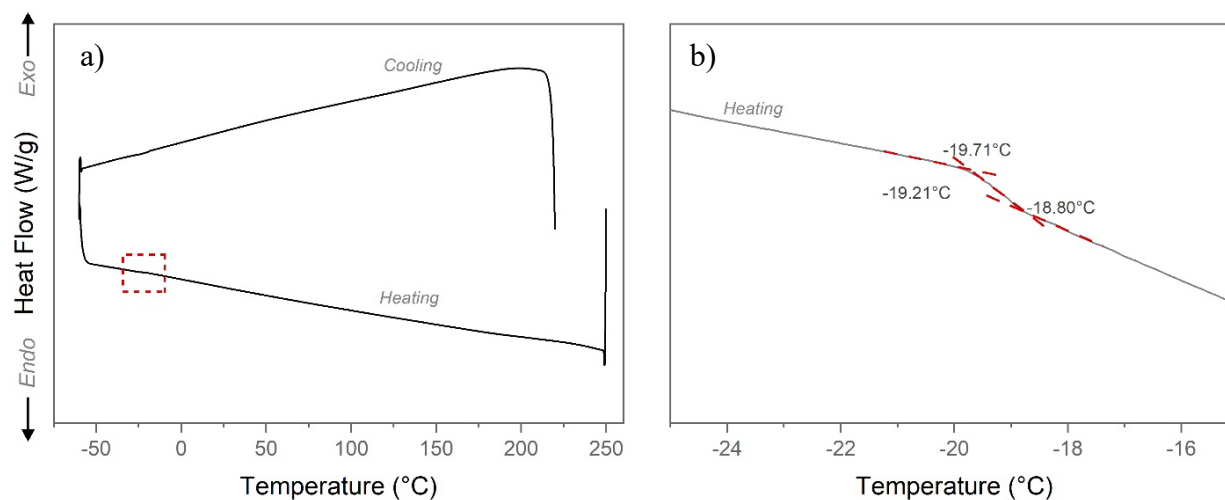 a)
Cooling
Heating
Exo
Heat Flow (W/g)
Endo
-50
0
50
100
150
200
250
Temperature (°C)
b)
Heating
-19.71°C
-19.21°C
-18.80°C
-24
-22
-20
-18
-16
Temperature (°C)